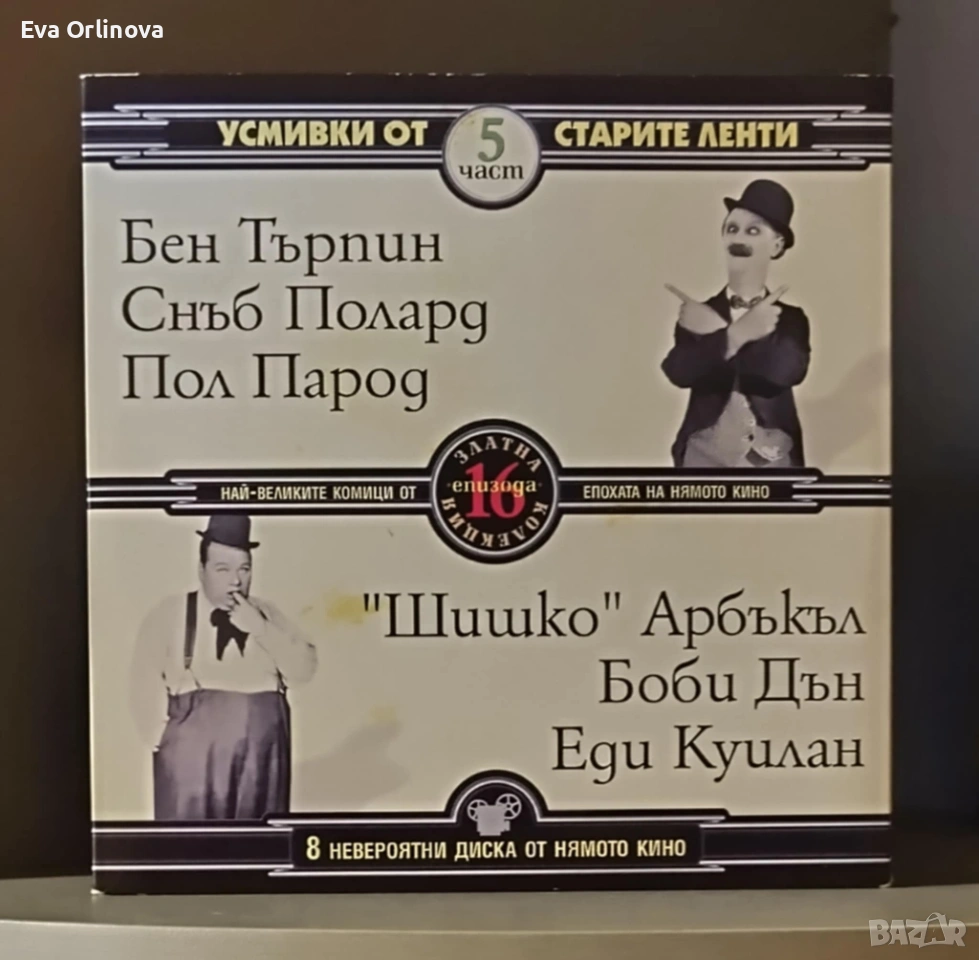 Eva Orlinova
УСМИВКИ ОТ 5 част СТАРИТЕ ЛЕНТИ
Бен Търпин
Снъб Полард
Пол Парод
НАЙ-ВЕЛИКИТЕ КОМИЦИ ОТ
ЗЛАТНА КОЛЕКЦИЯ
16 епизода
ЕПОХАТА НА НЯМОТО КИНО
"Шишко" Арбъкъл
Боби Дън
Еди Куилан
8 НЕВЕРОЯТНИ ДИСКА ОТ НЯМОТО КИНО
BAZAR